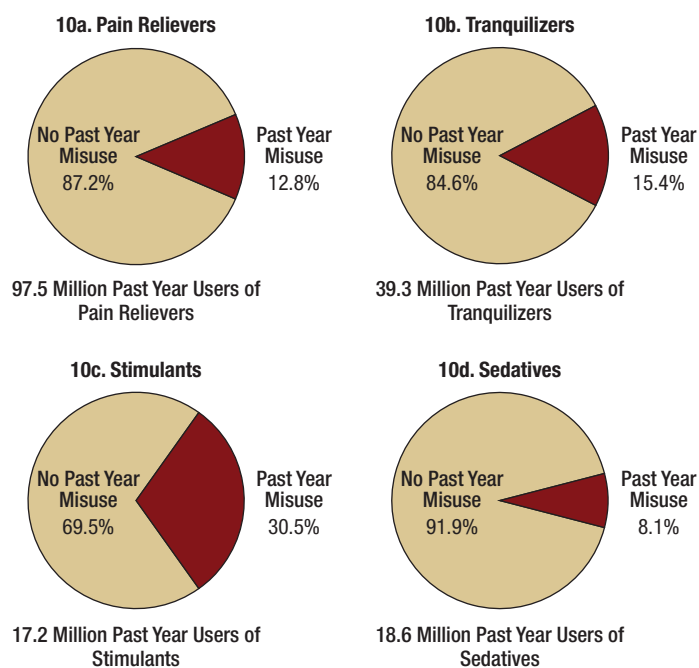 10a. Pain Relievers
No Past Year
Misuse
87.2%
Past Year
Misuse
12.8%
97.5 Million Past Year Users of
Pain Relievers
10b. Tranquilizers
No Past Year
Misuse
84.6%
Past Year
Misuse
15.4%
39.3 Million Past Year Users of
Tranquilizers
10c. Stimulants
No Past Year
Misuse
69.5%
Past Year
Misuse
30.5%
17.2 Million Past Year Users of
Stimulants
10d. Sedatives
No Past Year
Misuse
91.9%
Past Year
Misuse
8.1%
18.6 Million Past Year Users of
Sedatives